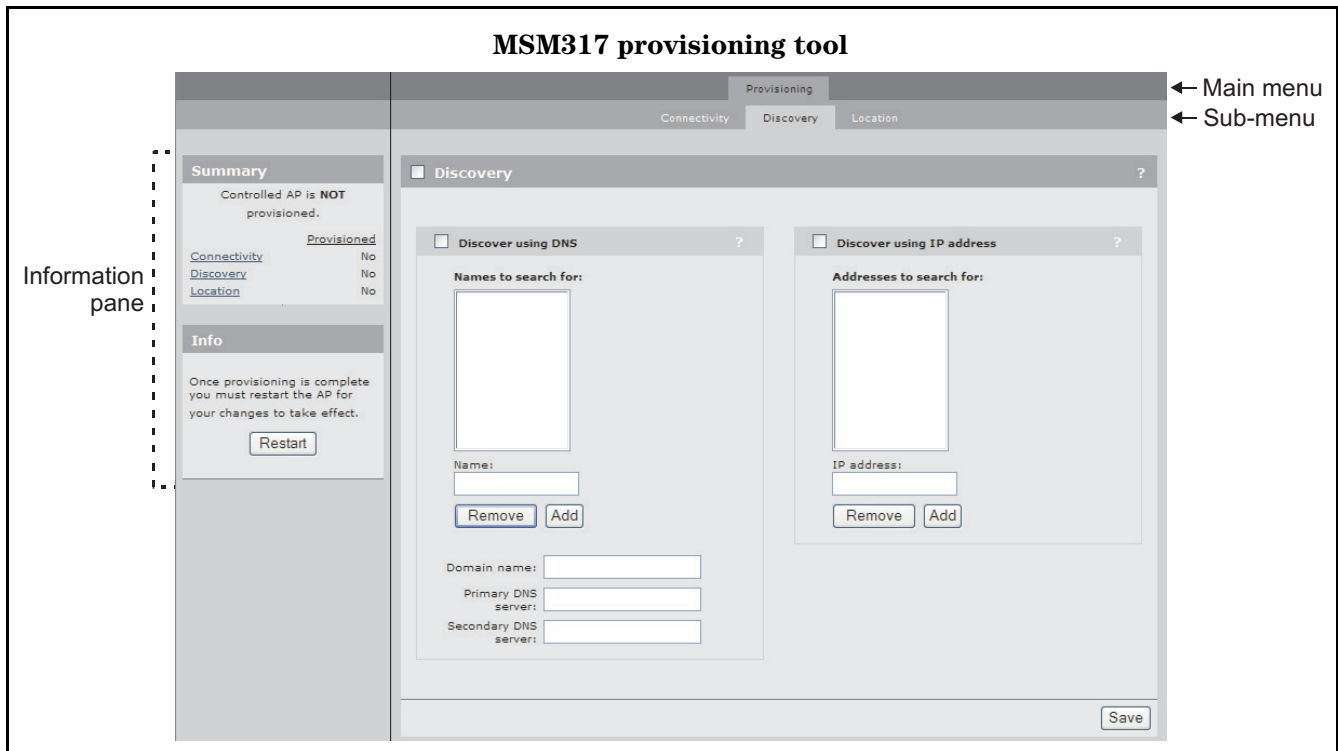 MSM317 provisioning tool
Provisioning
Main menu
Connectivity Discovery Location
Sub-menu
Information
pane
Summary
Controlled AP is NOT
provisioned.
Provisioned
Connectivity No
Discovery No
Location No
Info
Once provisioning is complete
you must restart the AP for
your changes to take effect.
Restart
Discovery ?
Discover using DNS ?
Names to search for:
Name:
Remove Add
Domain name:
Primary DNS
server:
Secondary DNS
server:
Discover using IP address ?
Addresses to search for:
IP address:
Remove Add
Save